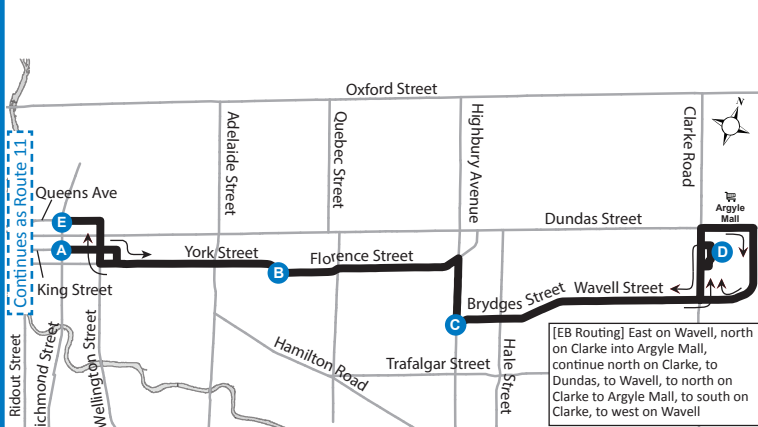 Oxford Street
N
Adelaide Street
Quebec Street
Highbury Avenue
Clarke Road
Continues as Route 11
Queens Ave
E
A
King Street
York Street
B
Florence Street
Dundas Street
Argyle
Mall
D
Wavell Street
Brydges Street
C
Hamilton Road
Trafalgar Street
Hale Street
Ridout Street
ichmond Street
Wellington Street
[EB Routing] East on Wavell, north
on Clarke into Argyle Mall,
continue north on Clarke, to
Dundas, to Wavell, to north on
Clarke to Argyle Mall, to south on
Clarke, to west on Wavell